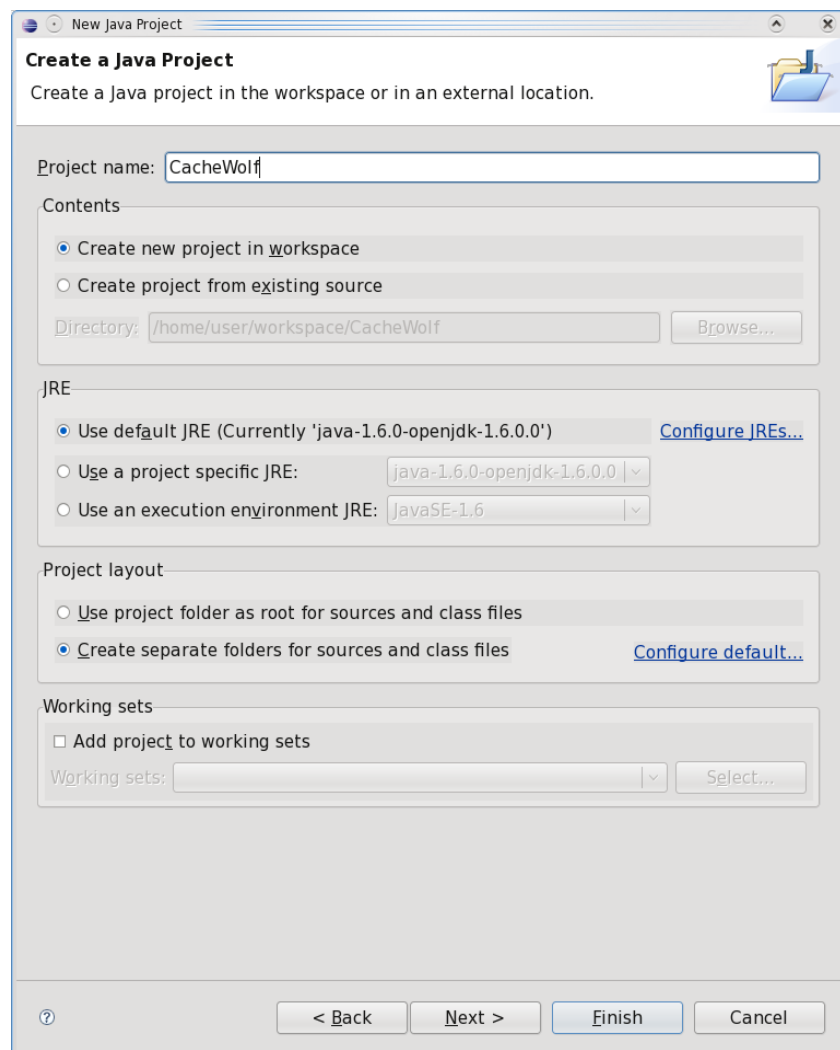 New Java Project
Create a Java Project
Create a Java project in the workspace or in an external location.
Project name: CacheWolf
Contents
Create new project in workspace
Create project from existing source
Directory: /home/user/workspace/CacheWolf Browse...
JRE
Use default JRE (Currently 'java-1.6.0-openjdk-1.6.0.0') Configure JREs...
Use a project specific JRE: java-1.6.0-openjdk-1.6.0.0
Use an execution environment JRE: JavaSE-1.6
Project layout
Use project folder as root for sources and class files
Create separate folders for sources and class files Configure default...
Working sets
Add project to working sets
Working sets: Select...
? < Back Next > Finish Cancel